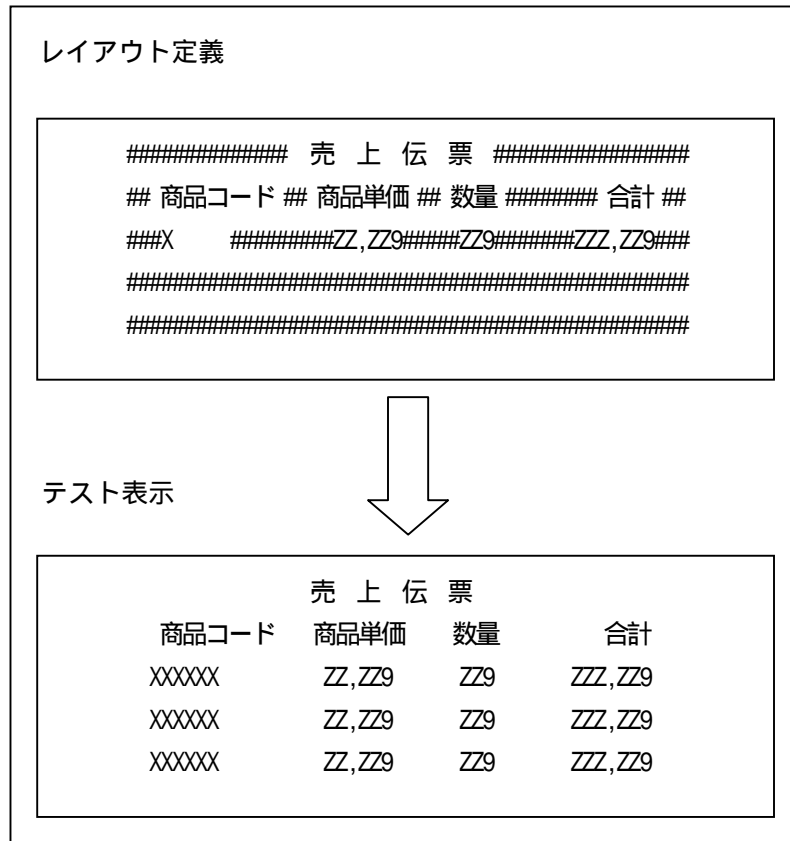 レイアウト定義
############## 売 上 伝 票 #################
## 商品コード ## 商品単価 ## 数量 ######## 合計 ##
###X     #########ZZ,ZZ9#####ZZ9#######ZZZ,ZZ9###
#################################################
#################################################
テスト表示
売 上 伝 票
商品コード 商品単価 数量 合計
XXXXXX ZZ,ZZ9 ZZ9 ZZZ,ZZ9
XXXXXX ZZ,ZZ9 ZZ9 ZZZ,ZZ9
XXXXXX ZZ,ZZ9 ZZ9 ZZZ,ZZ9